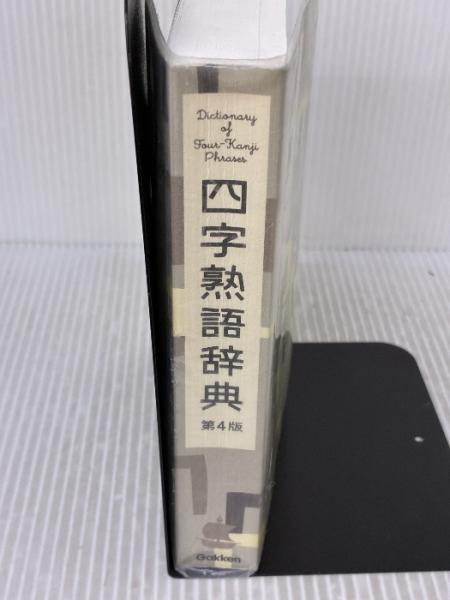 Dictionary
of
Four-Kanji
Phrases
四字熟語辞典
第4版
Gakken